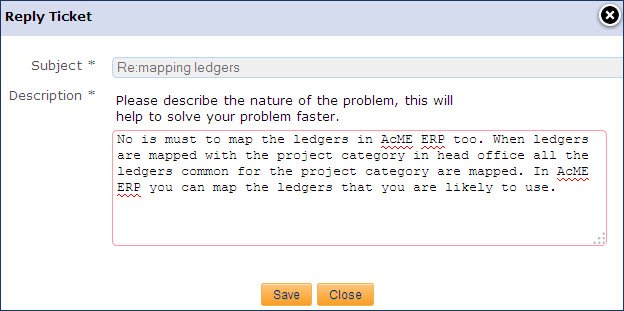 Reply Ticket
Subject *
Re:mapping ledgers
Description *
Please describe the nature of the problem, this will
help to solve your problem faster.
No is must to map the ledgers in AcME ERP too. When ledgers
are mapped with the project category in head office all the
ledgers common for the project category are mapped. In AcME
ERP you can map the ledgers that you are likely to use.
Save
Close